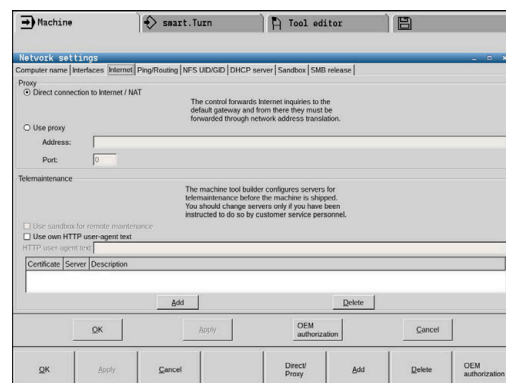 Machine
smart.Turn
Tool editor
Network settings
Computer name Interfaces Internet Ping/Routing NFS UID/GID DHCP server Sandbox SMB release
Proxy
Direct connection to Internet / NAT
The control forwards Internet inquiries to the
default gateway and from there they must be
forwarded through network address translation.
Use proxy
Address:
Port: 0
Telemaintenance
The machine tool builder configures servers for
telemaintenance before the machine is shipped.
You should change servers only if you have been
instructed to do so by customer service personnel.
Use sandbox for remote maintenance
Use own HTTP user-agent text
HTTP user-agent text
Certificate Server Description
Add Delete
OK Apply OEM authorization Cancel
OK Apply Cancel Direct/ Proxy Add Delete OEM authorization